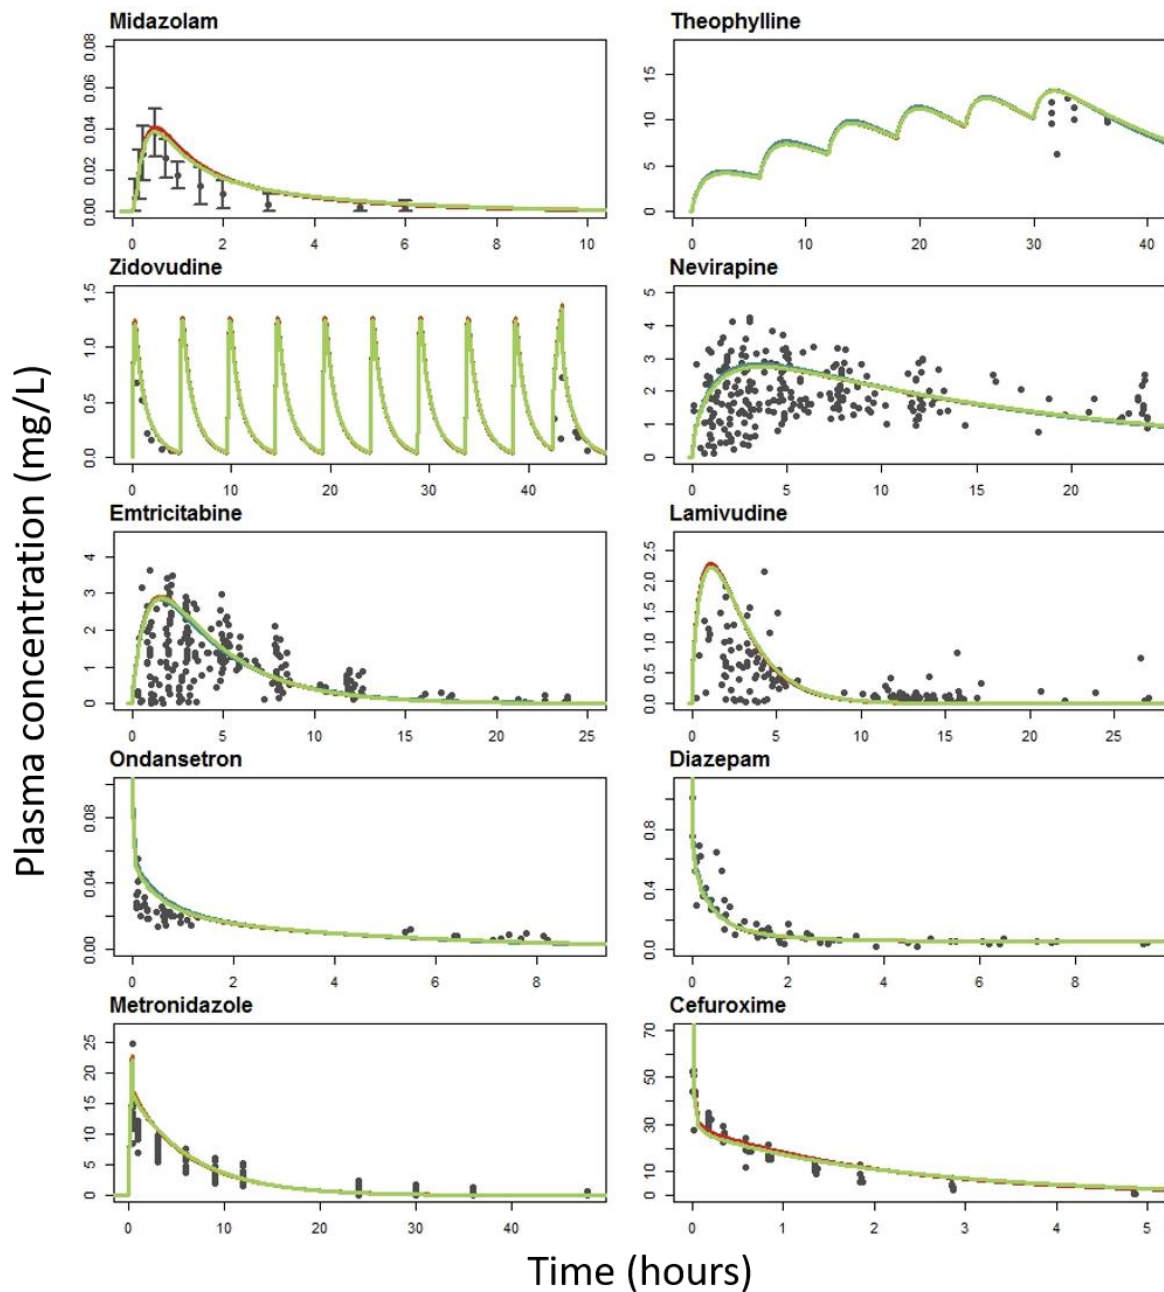 Midazolam
0.08
0.06
0.04
0.02
0.00
0 2 4 6 8 10
Theophylline
15
10
5
0
0 10 20 30 40
Zidovudine
1.5
1.0
0.5
0.0
0 10 20 30 40
Nevirapine
5
4
3
2
1
0
0 5 10 15 20
Emtricitabine
4
3
2
1
0
0 5 10 15 20 25
Lamivudine
2.5
2.0
1.5
1.0
0.5
0.0
0 5 10 15 20 25
Ondansetron
0.08
0.04
0.00
0 2 4 6 8
Diazepam
0.8
0.4
0.0
0 2 4 6 8
Metronidazole
25
20
15
10
5
0
0 10 20 30 40
Cefuroxime
70
50
30
10
0
0 1 2 3 4 5
Plasma concentration (mg/L)
Time (hours)